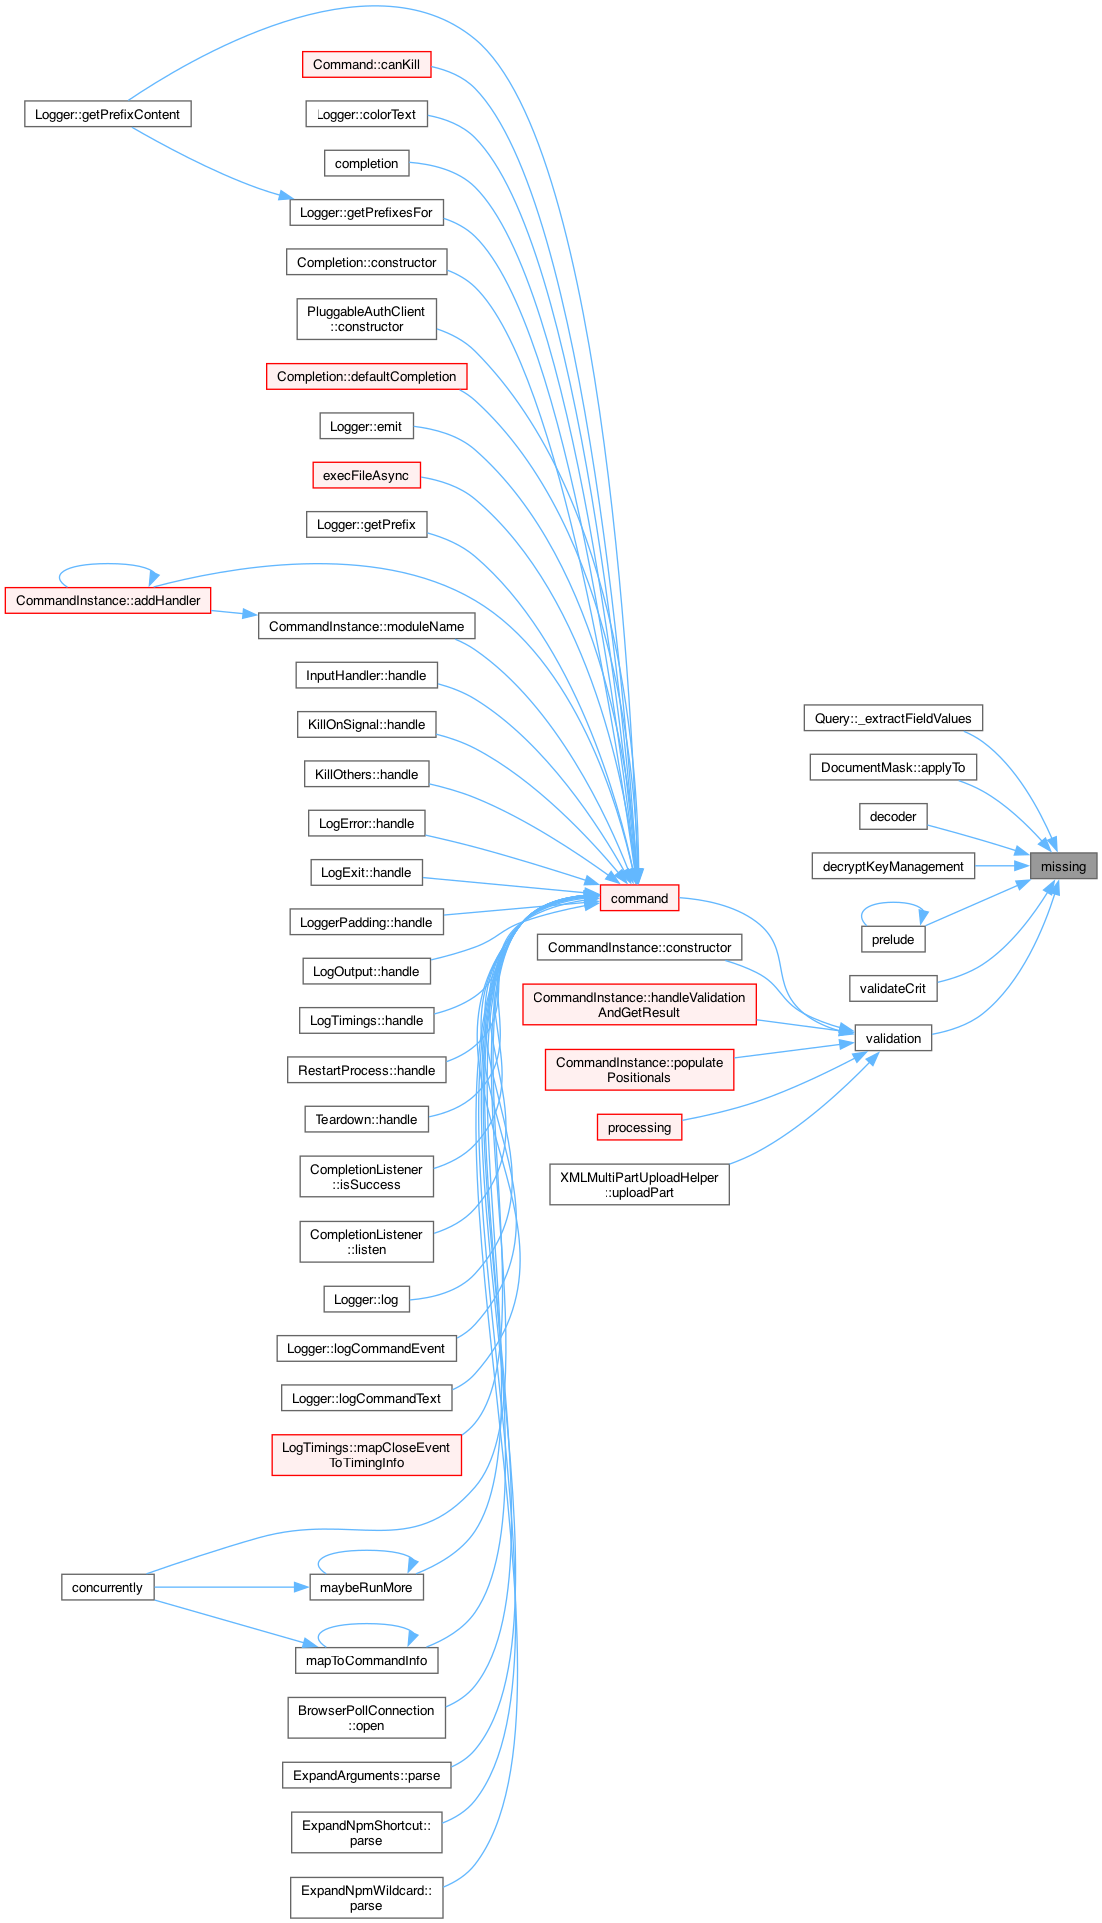 Command::canKill
Logger::getPrefixContent
Logger::colorText
completion
Logger::getPrefixesFor
Completion::constructor
PluggableAuthClient
::constructor
Completion::defaultCompletion
Logger::emit
execFileAsync
Logger::getPrefix
CommandInstance::addHandler
CommandInstance::moduleName
InputHandler::handle
KillOnSignal::handle
KillOthers::handle
LogError::handle
LogExit::handle
LoggerPadding::handle
LogOutput::handle
LogTimings::handle
RestartProcess::handle
Teardown::handle
CompletionListener
::isSuccess
CompletionListener
::listen
Logger::log
Logger::logCommandEvent
Logger::logCommandText
LogTimings::mapCloseEvent
ToTimingInfo
concurrently
maybeRunMore
mapToCommandInfo
BrowserPollConnection
::open
ExpandArguments::parse
ExpandNpmShortcut::
parse
ExpandNpmWildcard::
parse
command
CommandInstance::constructor
CommandInstance::handleValidation
AndGetResult
CommandInstance::populate
Positionals
processing
XMLMultiPartUploadHelper
::uploadPart
Query::_extractFieldValues
DocumentMask::applyTo
decoder
decryptKeyManagement
prelude
validateCrit
validation
missing